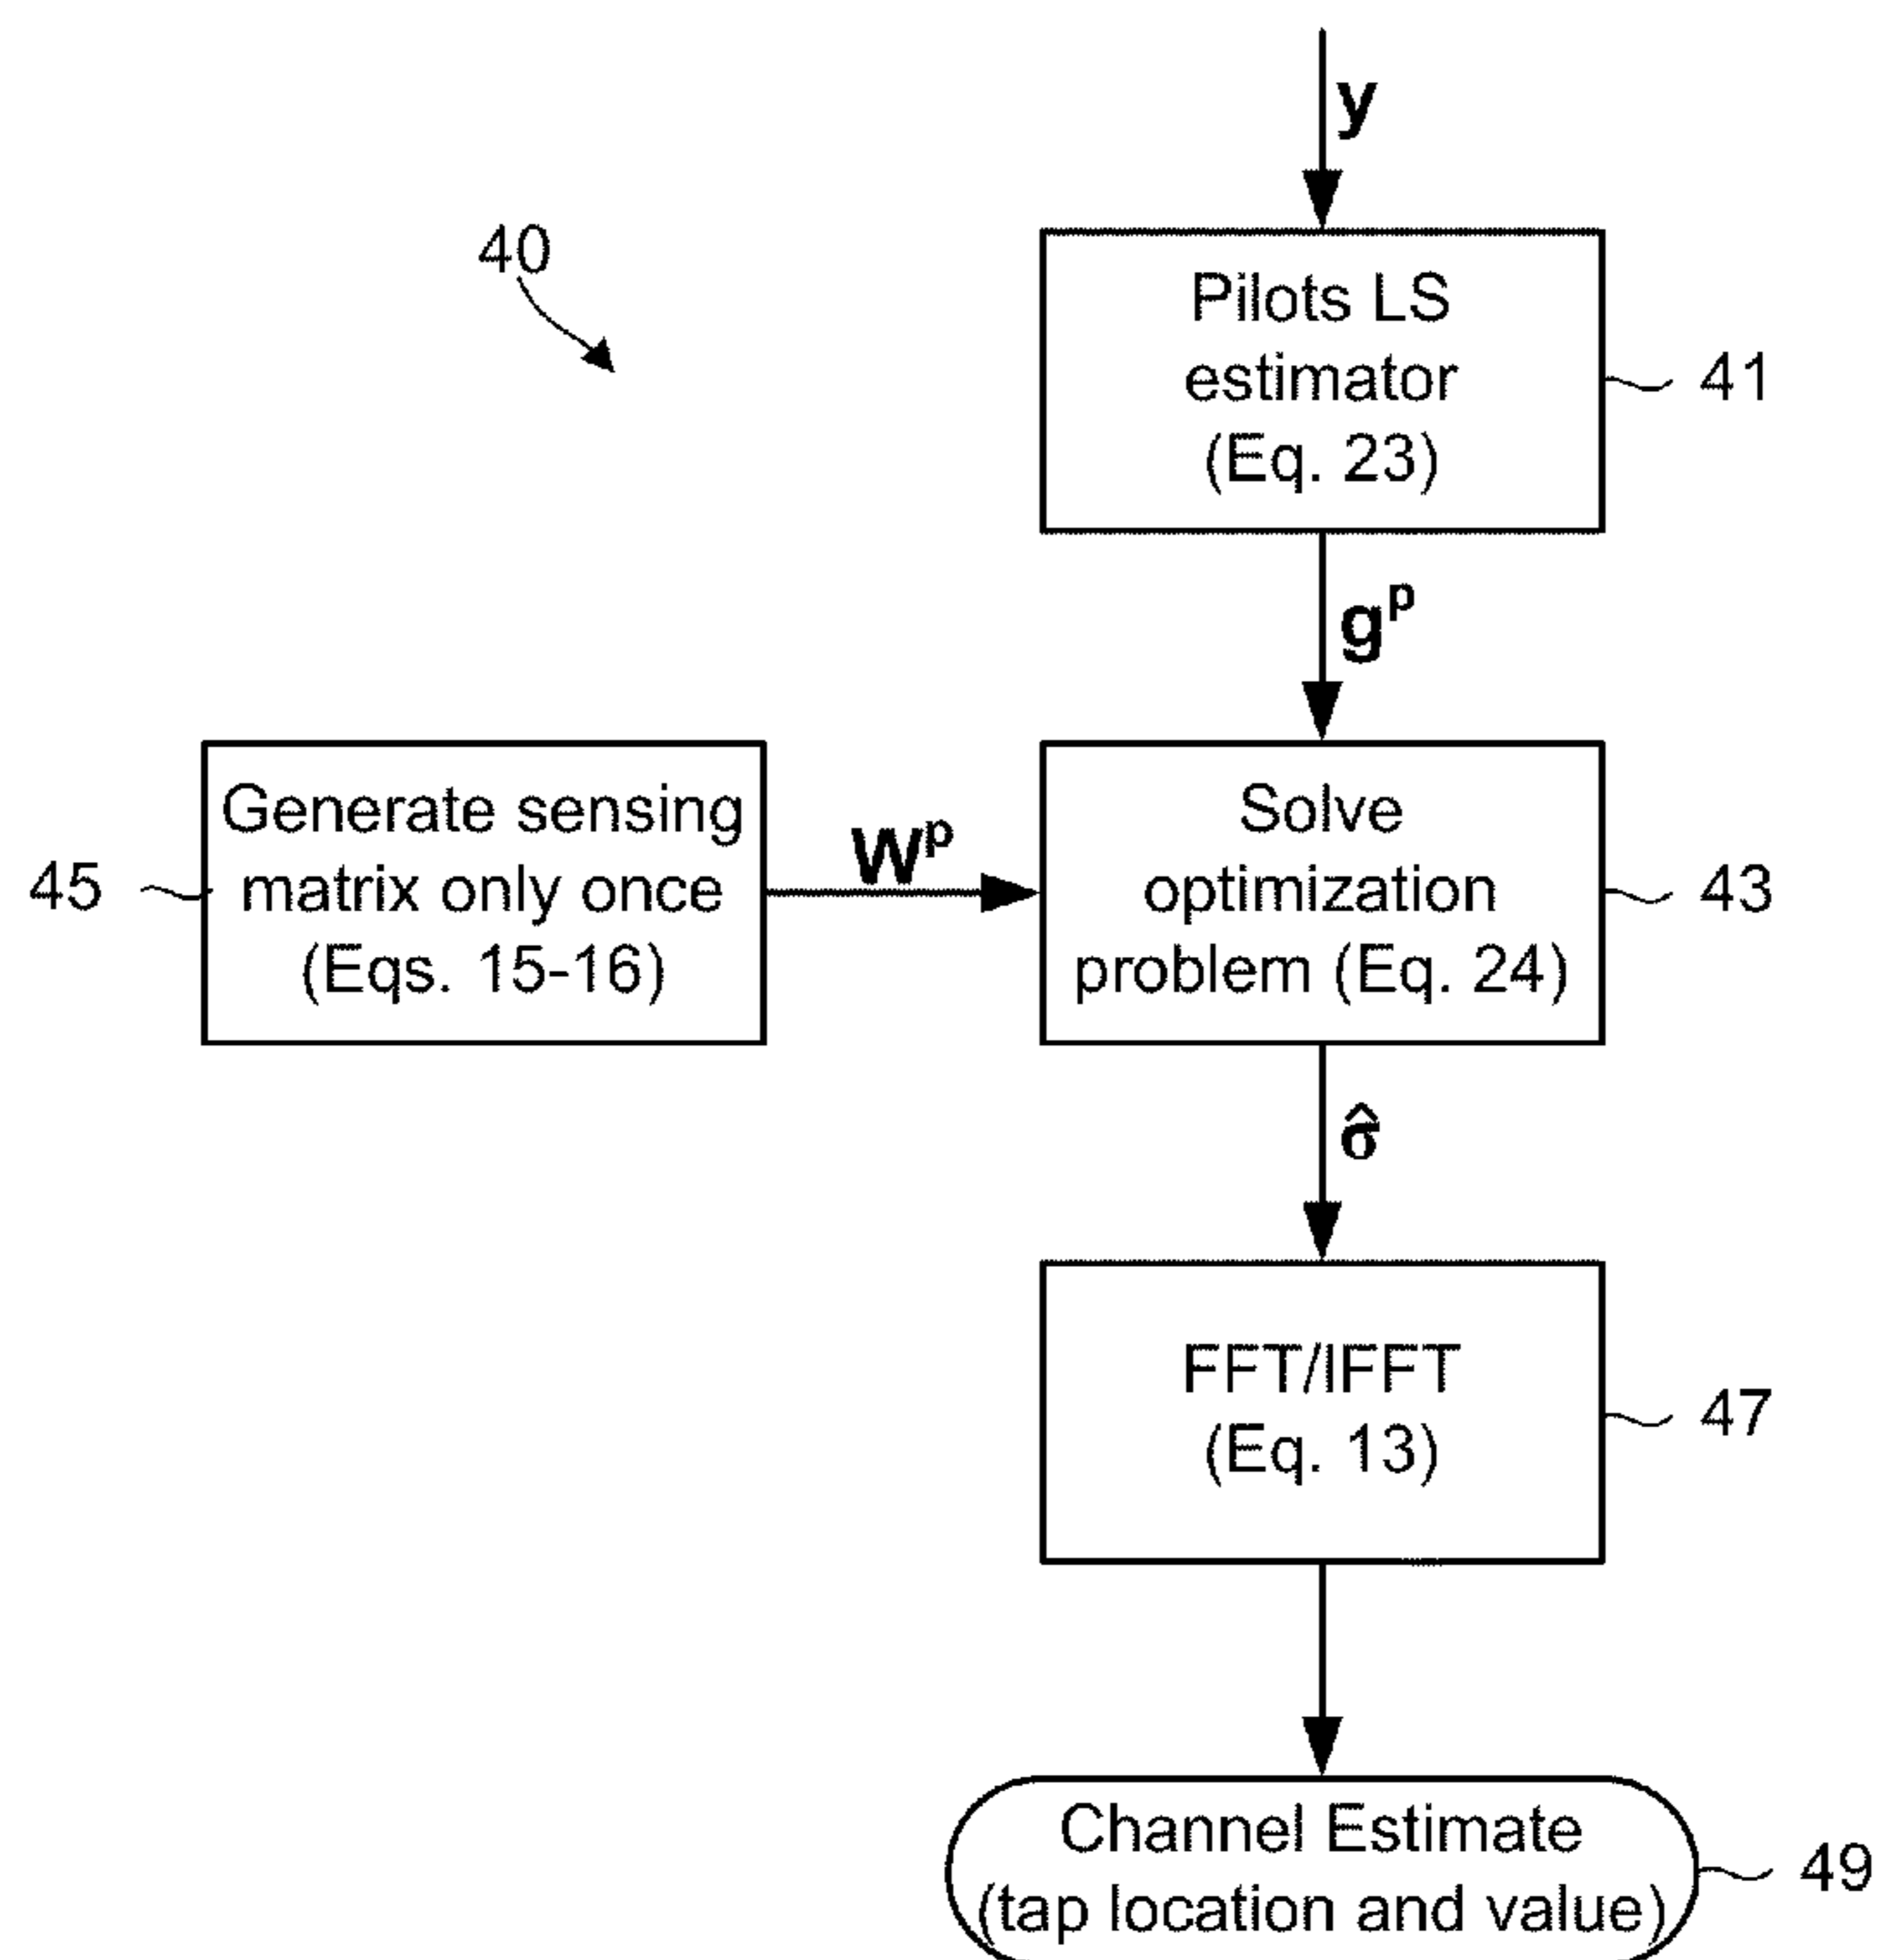 y
40
Pilots LS
estimator
(Eq. 23)
41
g^p
Generate sensing
matrix only once
(Eqs. 15-16)
45
W^p
Solve
optimization
problem (Eq. 24)
43
σ̂
FFT/IFFT
(Eq. 13)
47
Channel Estimate
(tap location and value)
49